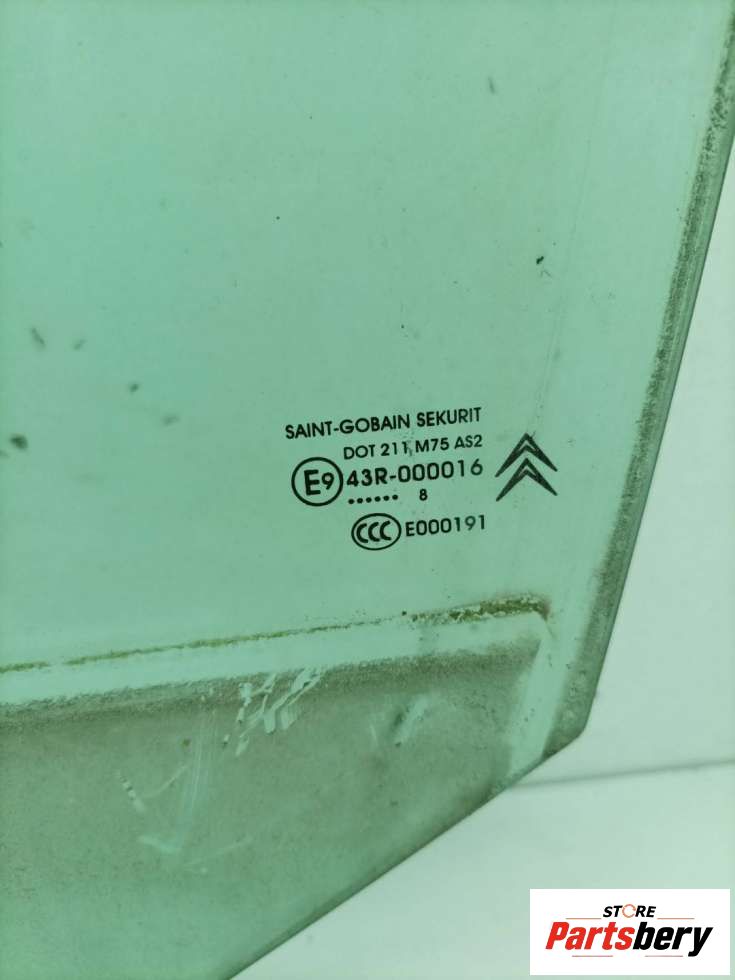 SAINT-GOBAIN SEKURIT
DOT 211 M75 AS2
E9 43R-000016
...... 8
CCC E000191
STORE
Partsbery